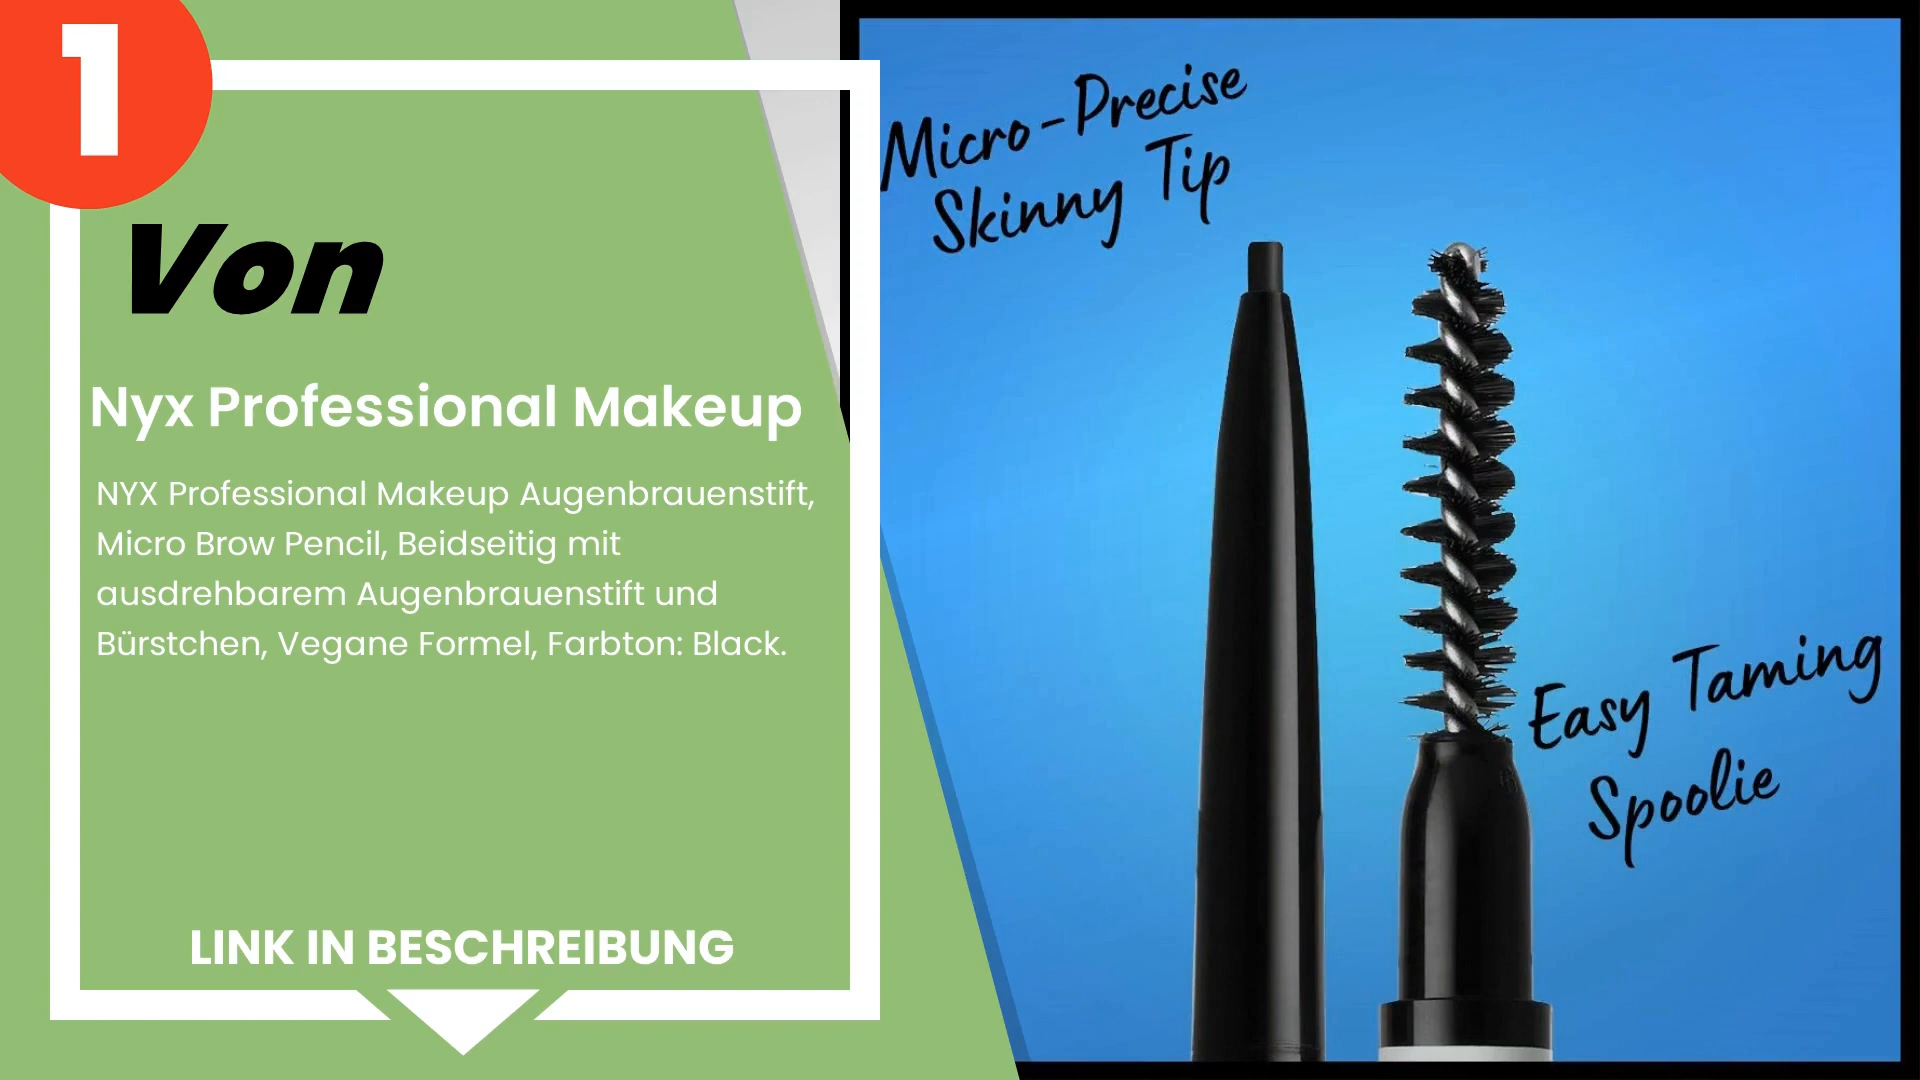 1
Von
Nyx Professional Makeup
NYX Professional Makeup Augenbrauenstift,
Micro Brow Pencil, Beidseitig mit
ausdrehbarem Augenbrauenstift und
Bürstchen, Vegane Formel, Farbton: Black.
LINK IN BESCHREIBUNG
Micro-Precise
Skinny Tip
Easy Taming
Spoolie